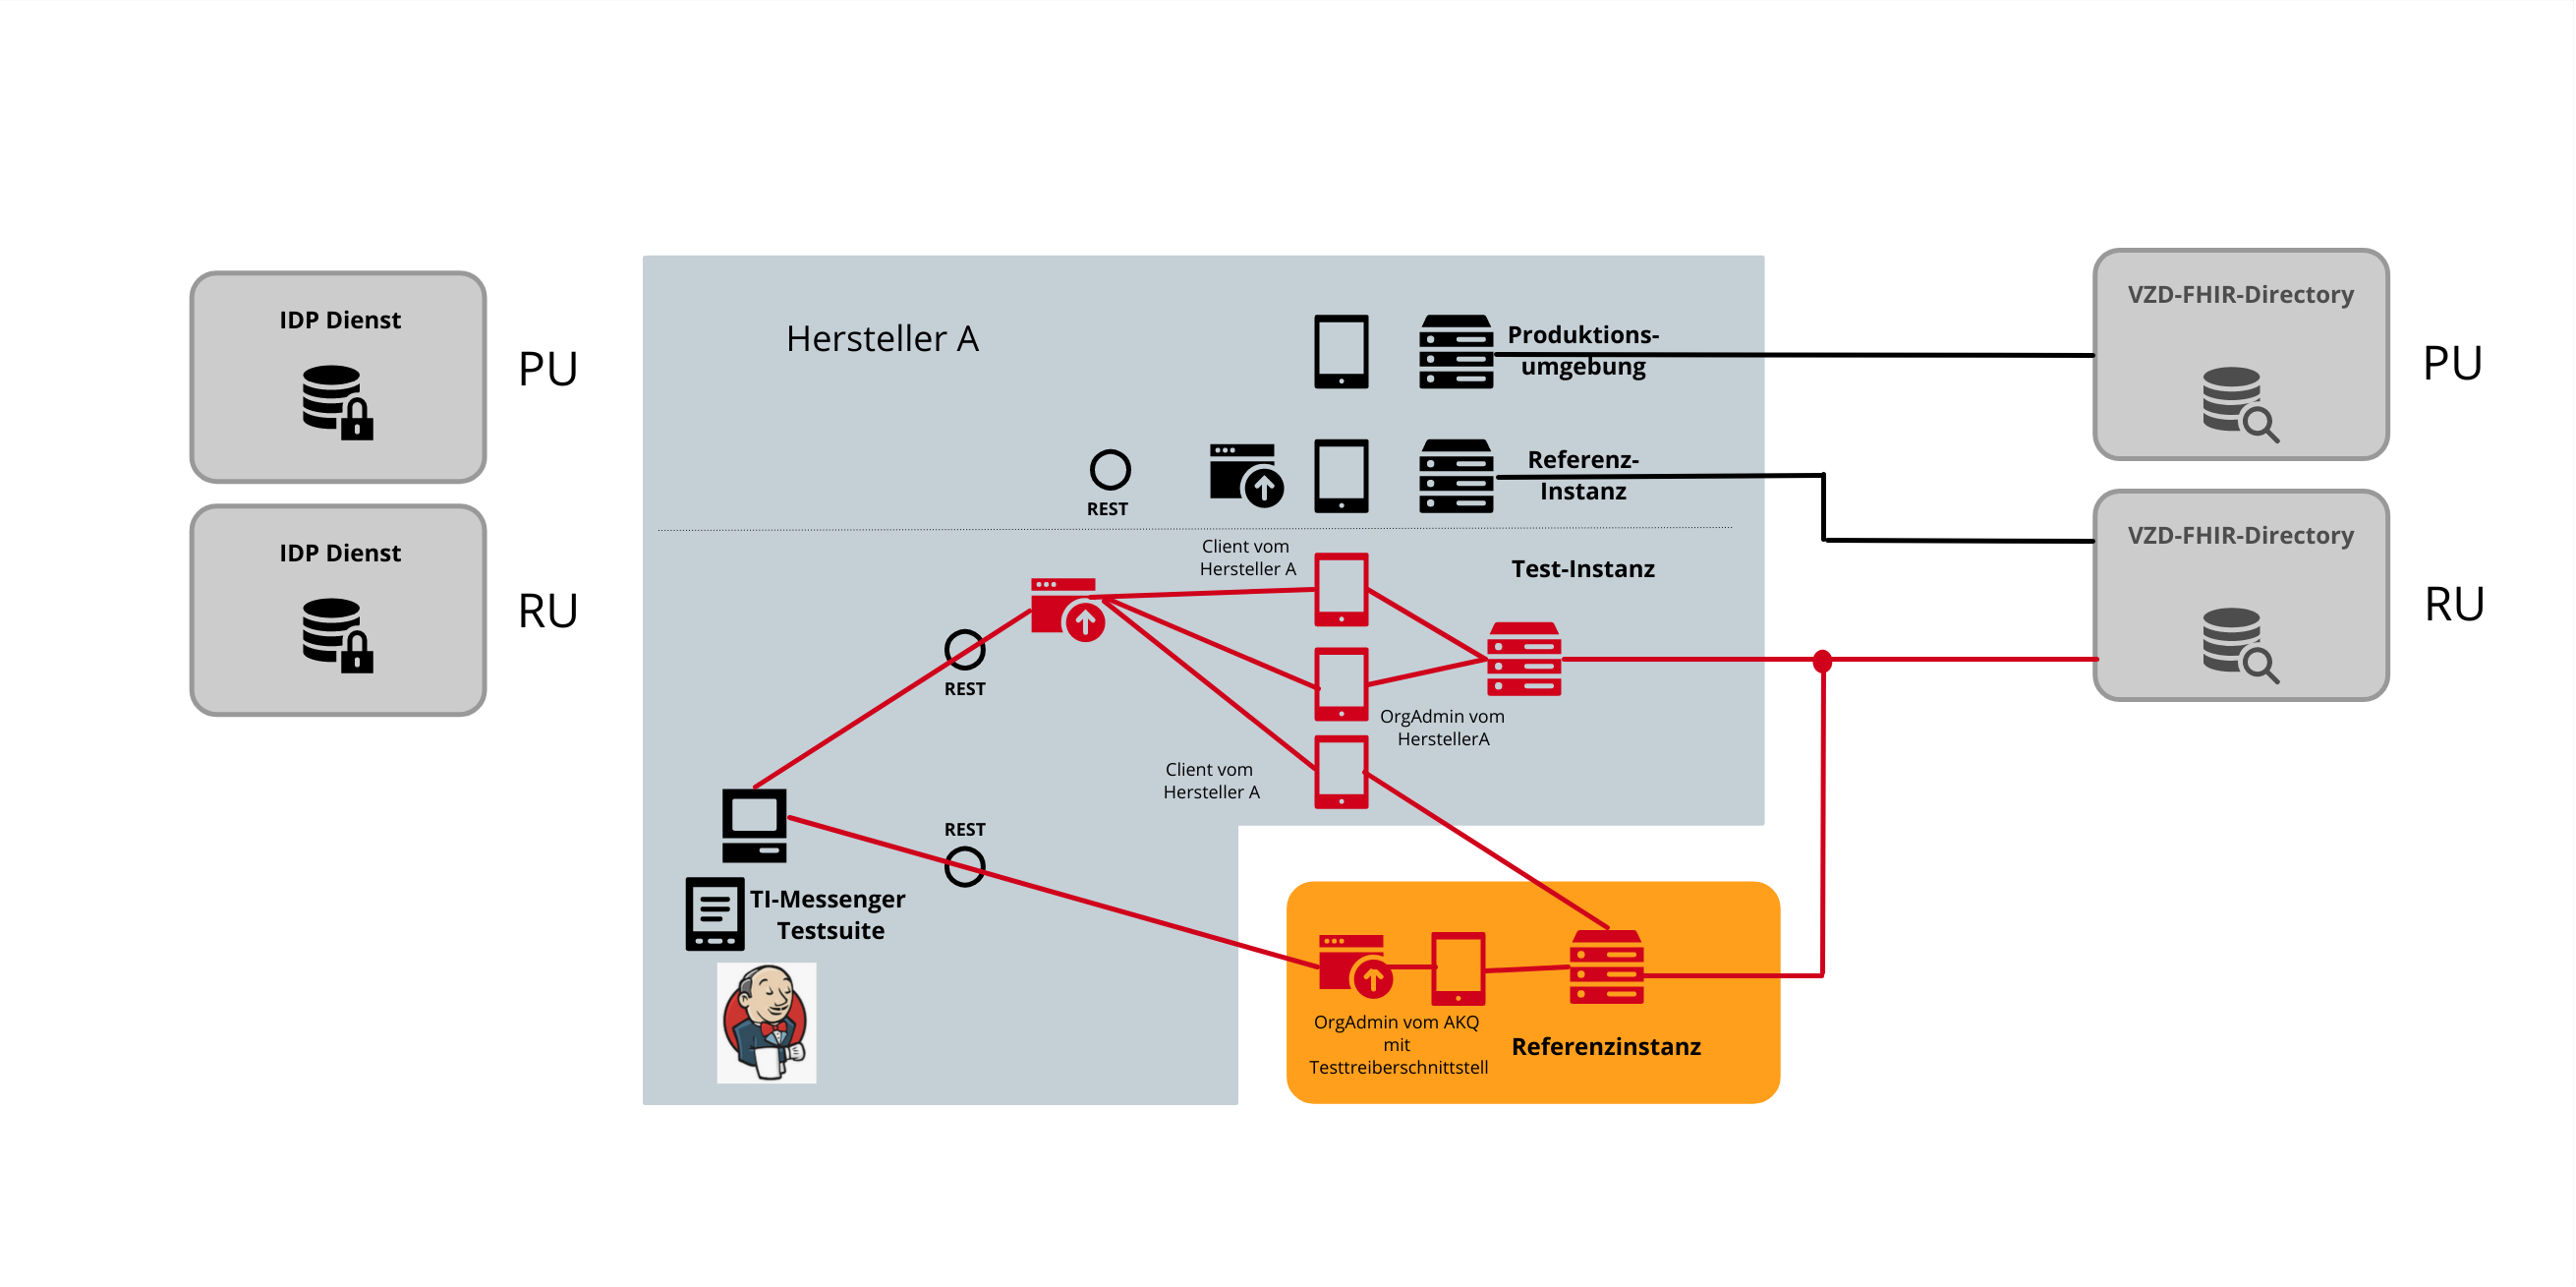 IDP Dienst
PU
IDP Dienst
RU
Hersteller A
Produktions-
umgebung
REST
Referenz-
Instanz
Client vom
Hersteller A
Test-Instanz
REST
OrgAdmin vom
HerstellerA
Client vom
Hersteller A
REST
TI-Messenger
Testsuite
OrgAdmin vom AKQ
mit
Testtreiberschnittstell
Referenzinstanz
VZD-FHIR-Directory
PU
VZD-FHIR-Directory
RU